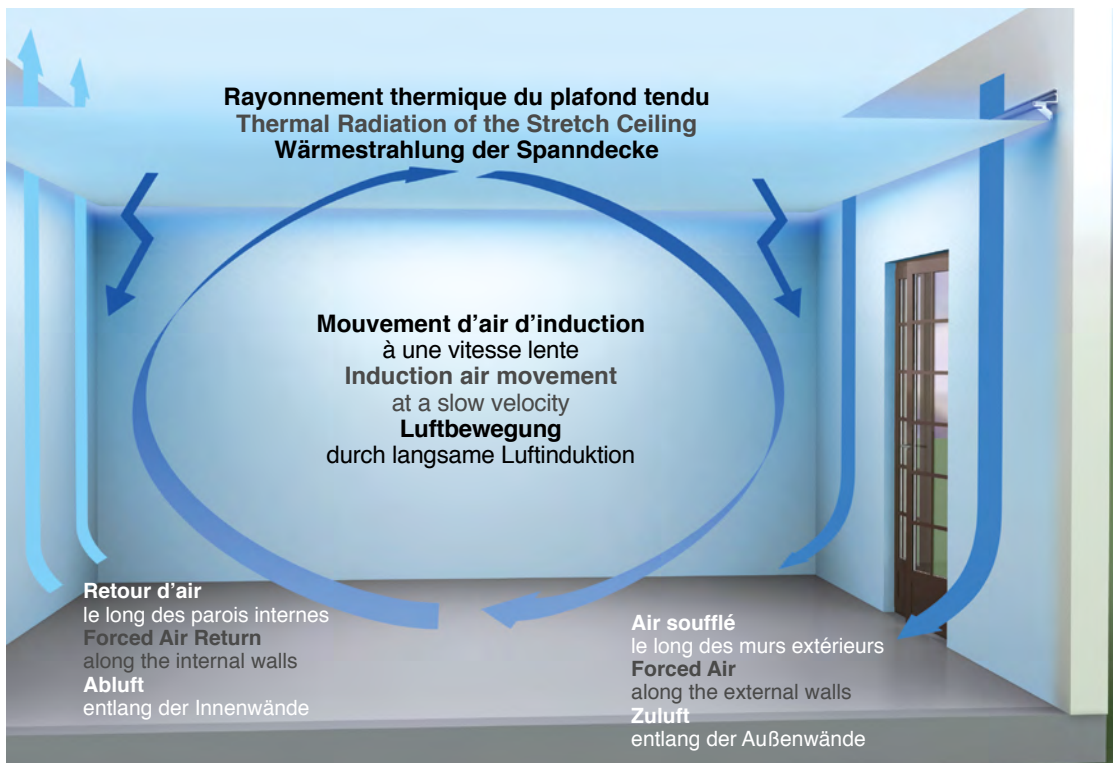 Rayonnement thermique du plafond tendu
Thermal Radiation of the Stretch Ceiling
Wärmestrahlung der Spanndecke
Mouvement d'air d'induction
à une vitesse lente
Induction air movement
at a slow velocity
Luftbewegung
durch langsame Luftinduktion
Retour d'air
le long des parois internes
Forced Air Return
along the internal walls
Abluft
entlang der Innenwände
Air soufflé
le long des murs extérieurs
Forced Air
along the external walls
Zuluft
entlang der Außenwände